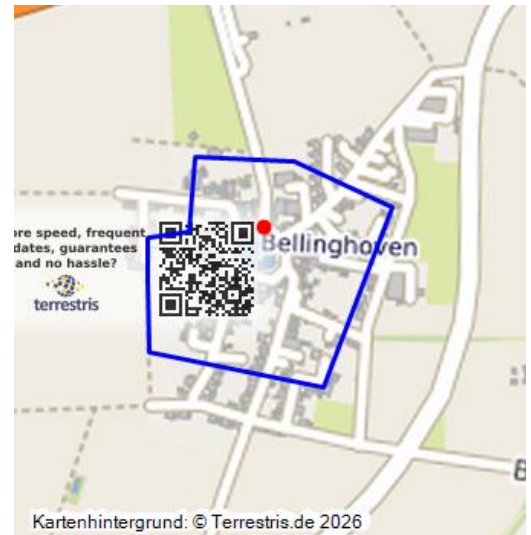 ore speed, frequent
dates, guarantees
and no hassle?
terrestris
Bellinghoven
B
Kartenhintergrund: © Terrestris.de 2026